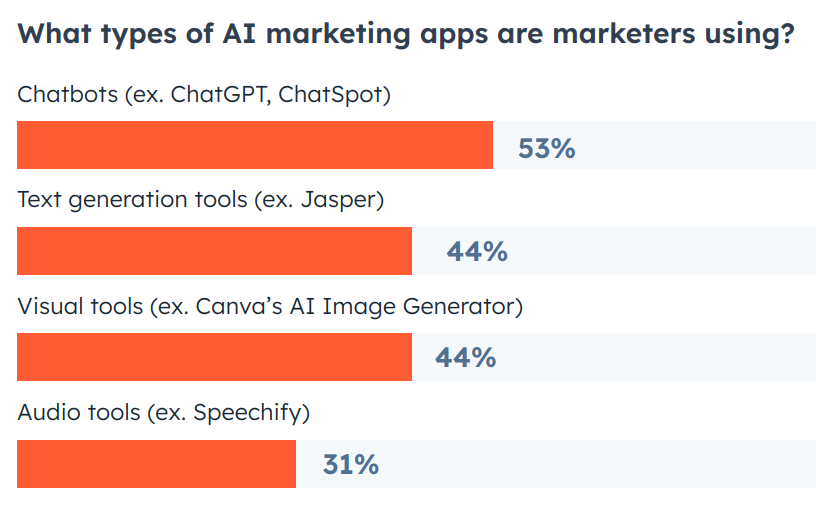 What types of AI marketing apps are marketers using?
Chatbots (ex. ChatGPT, ChatSpot)
53%
Text generation tools (ex. Jasper)
44%
Visual tools (ex. Canva’s AI Image Generator)
44%
Audio tools (ex. Speechify)
31%